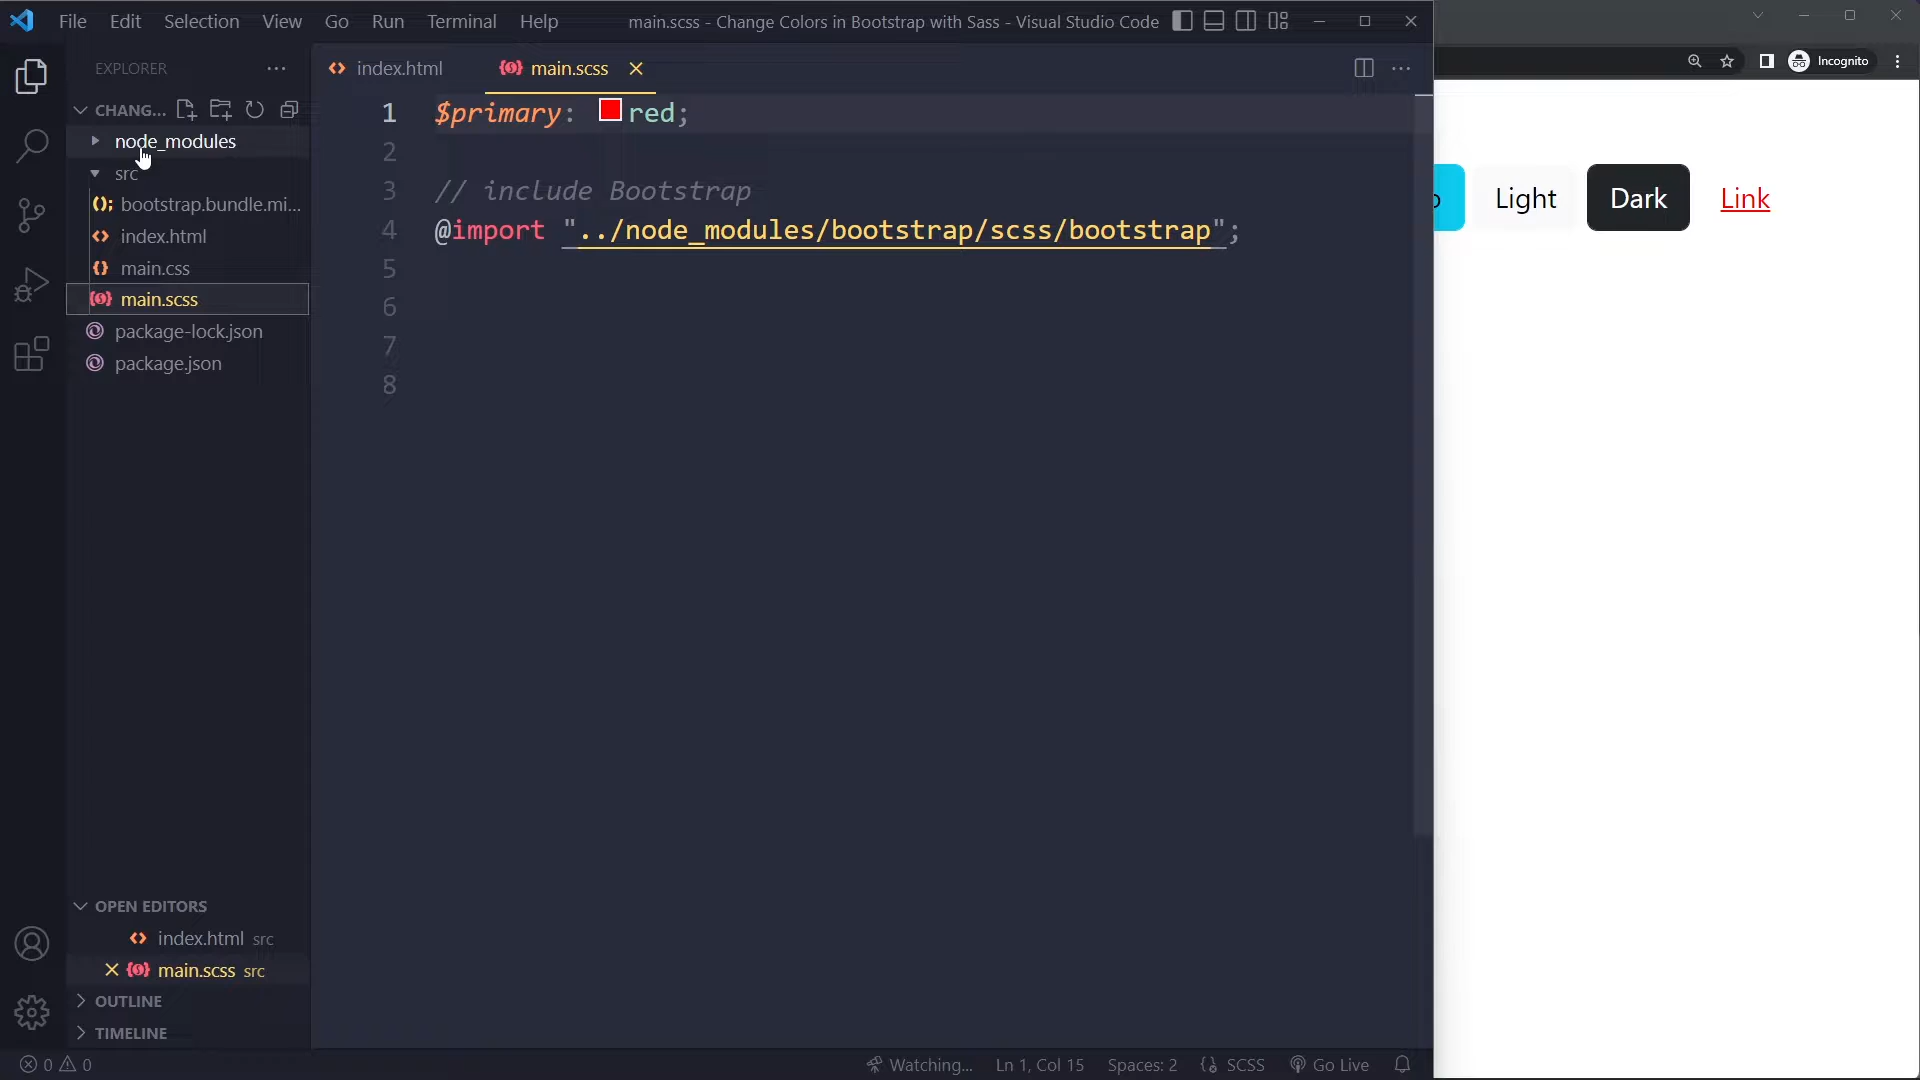 File Edit Selection View Go Run Terminal Help main.scss - Change Colors in Bootstrap with Sass - Visual Studio Code
Incognito
EXPLORER ...
index.html main.scss
CHANG...
node_modules
src
bootstrap.bundle.mi...
index.html
main.css
main.scss
package-lock.json
package.json
1 $primary: red;
2
3 // include Bootstrap
4 @import "../node_modules/bootstrap/scss/bootstrap";
5
6
7
8
Light Dark Link
OPEN EDITORS
index.html src
main.scss src
OUTLINE
TIMELINE
0 0 Watching... Ln 1, Col 15 Spaces: 2 SCSS Go Live